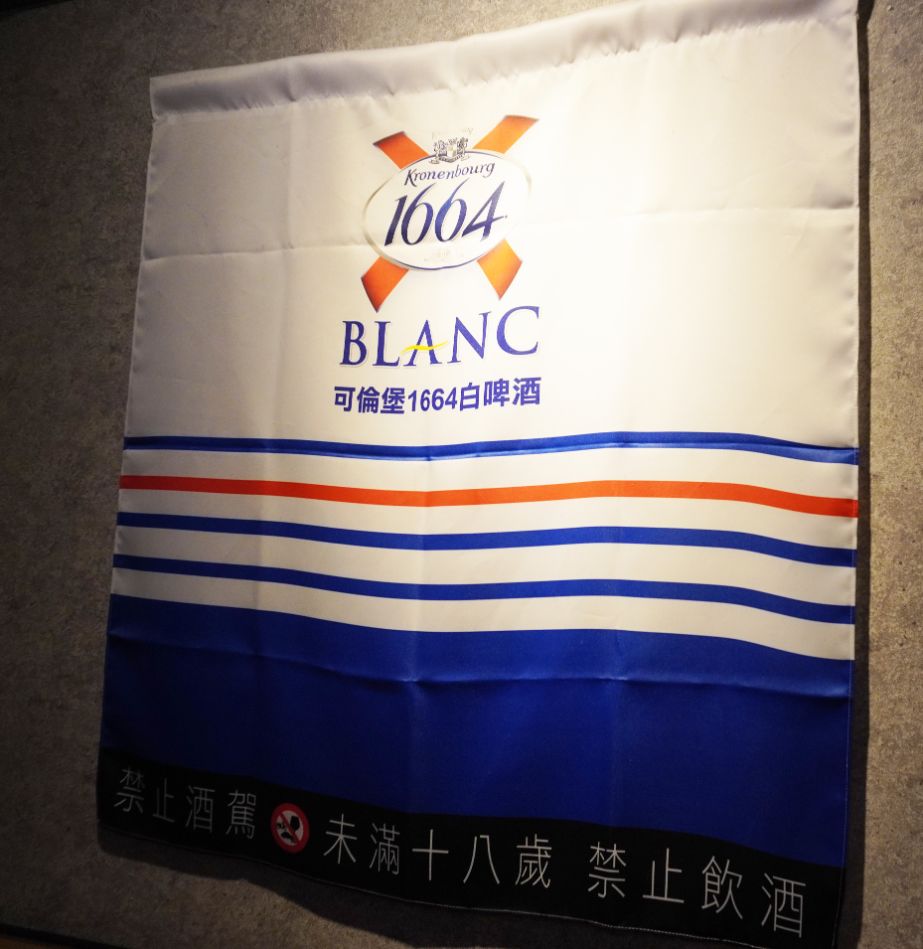 Kronenbourg
1664
BLANC
可倫堡1664白啤酒
禁止酒駕 未滿十八歲 禁止飲酒